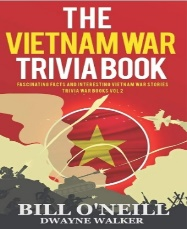 THE
VIETNAM WAR
TRIVIA BOOK
FASCINATING FACTS AND INTERESTING VIETNAM WAR STORIES
TRIVIA WAR BOOKS VOL.2
BILL O'NEILL
DWAYNE WALKER